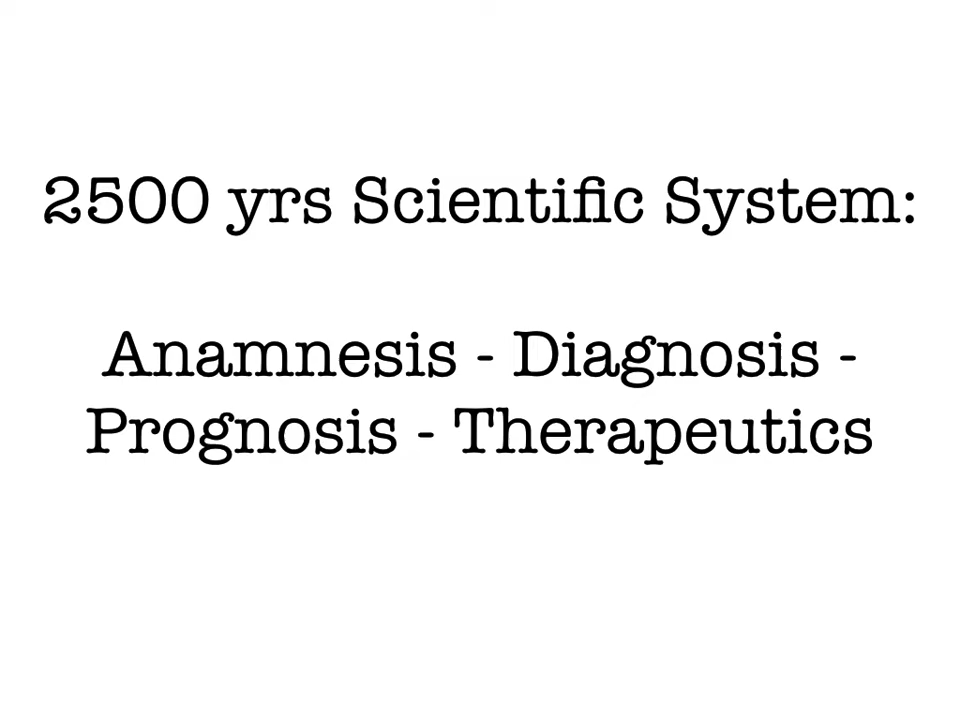 2500 yrs Scientific System:
Anamnesis - Diagnosis -
Prognosis - Therapeutics